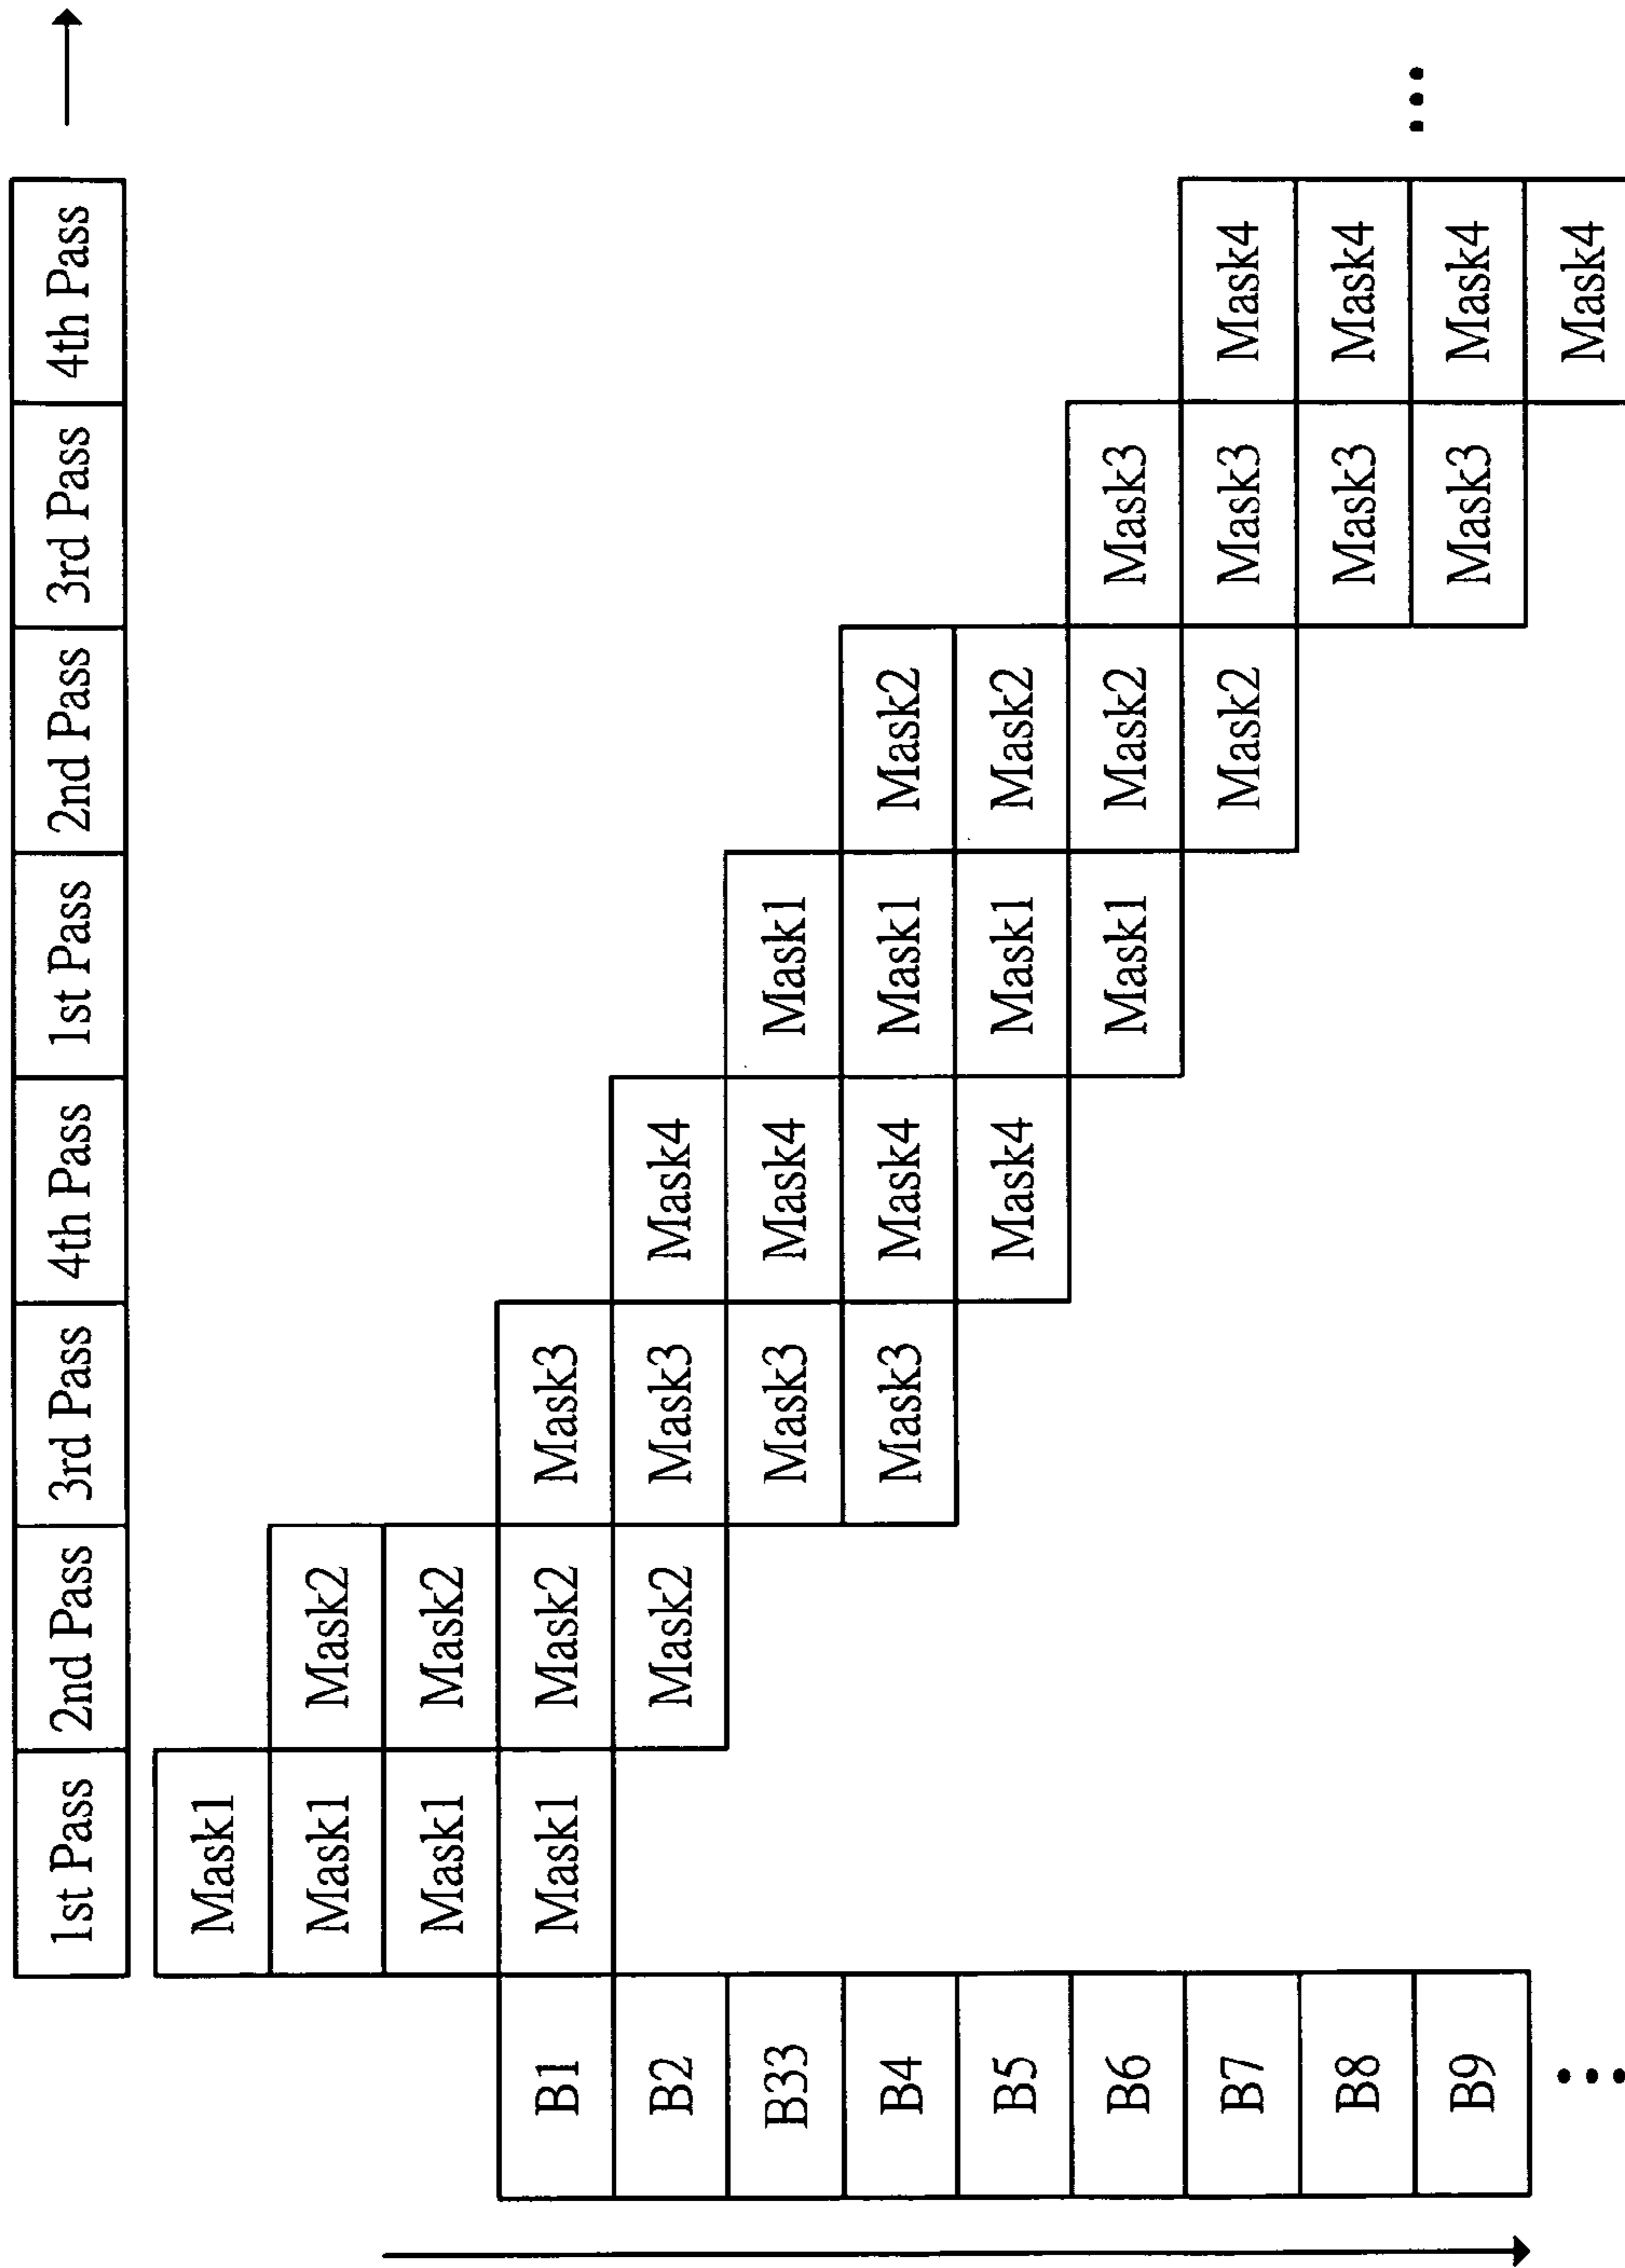 1st Pass 2nd Pass 3rd Pass 4th Pass 1st Pass 2nd Pass 3rd Pass 4th Pass
Mask1
Mask1 Mask2
Mask1 Mask2
B1 Mask1 Mask2 Mask3
B2 Mask2 Mask3 Mask4
B33 Mask3 Mask4 Mask1
B4 Mask3 Mask4 Mask1 Mask2
B5 Mask4 Mask1 Mask2
B6 Mask1 Mask2 Mask3
B7 Mask2 Mask3 Mask4
B8 Mask3 Mask4
B9 Mask3 Mask4
Mask4